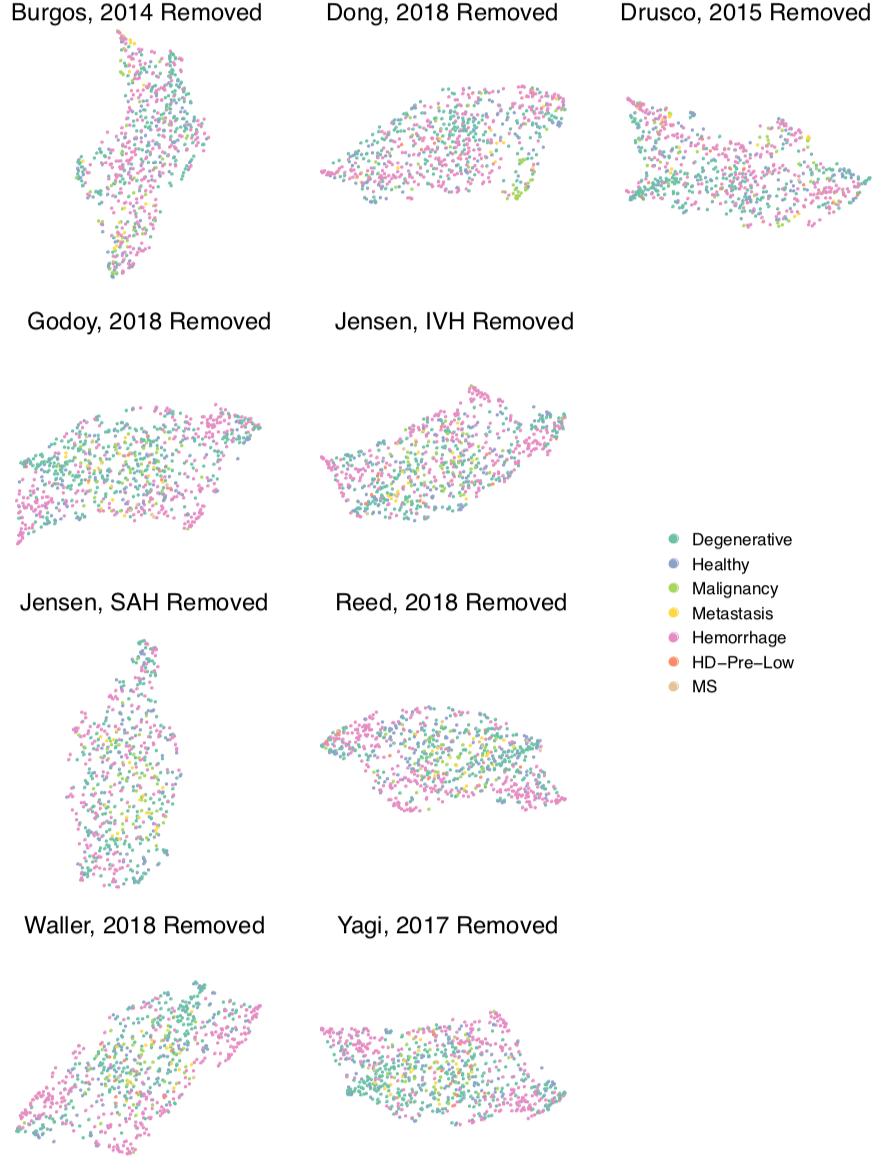 Burgos, 2014 Removed
Dong, 2018 Removed
Drusco, 2015 Removed
Godoy, 2018 Removed
Jensen, IVH Removed
Degenerative
Healthy
Malignancy
Metastasis
Hemorrhage
HD−Pre−Low
MS
Jensen, SAH Removed
Reed, 2018 Removed
Waller, 2018 Removed
Yagi, 2017 Removed